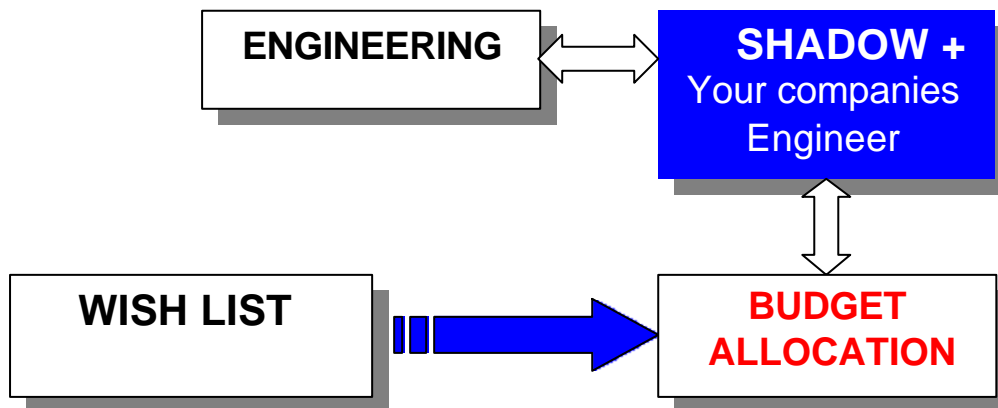 ENGINEERING
SHADOW +
Your companies
Engineer
WISH LIST
BUDGET
ALLOCATION